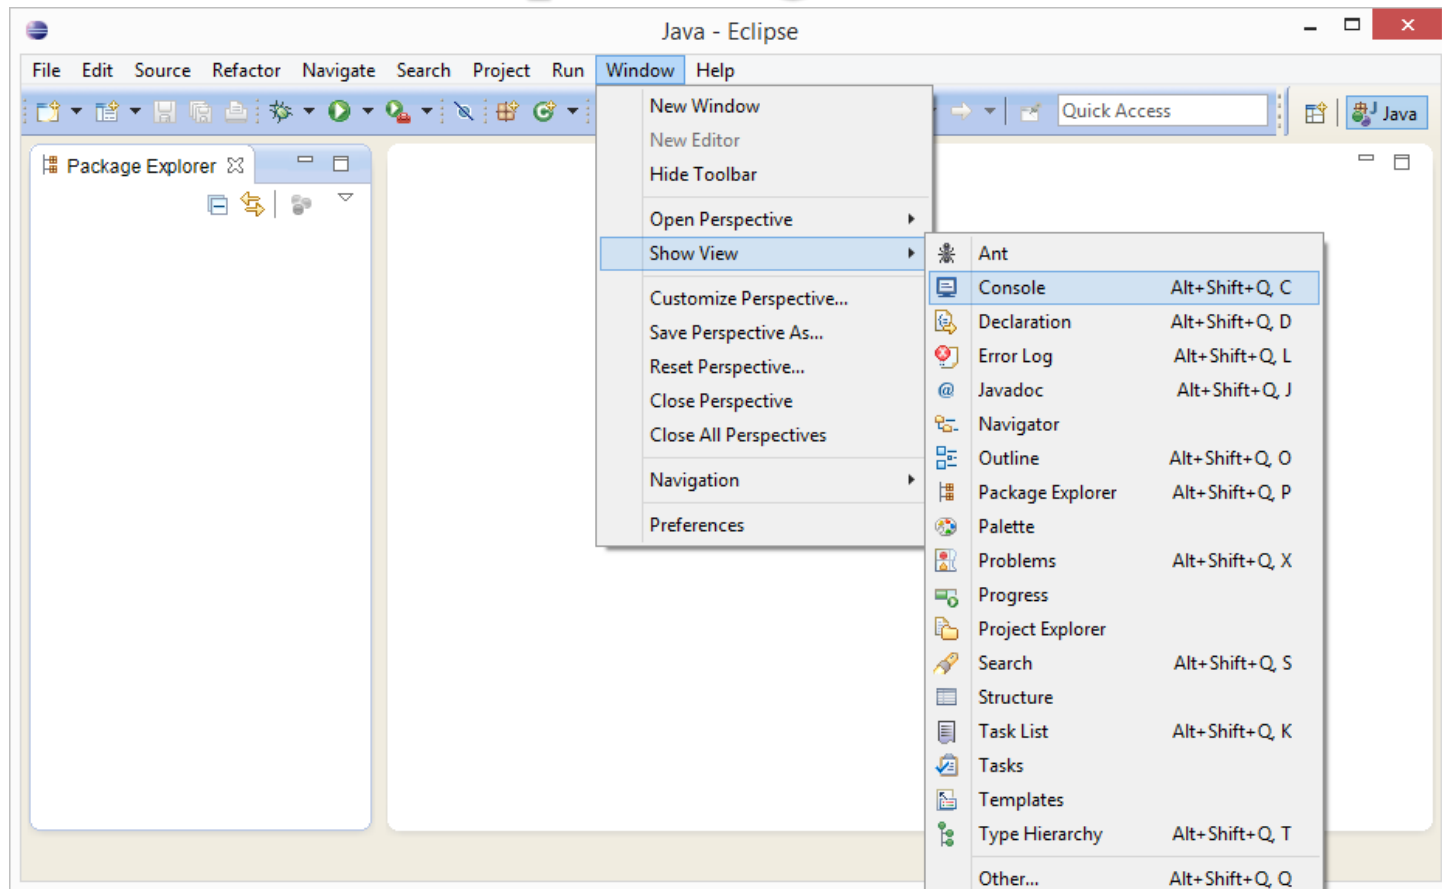 Java - Eclipse
File Edit Source Refactor Navigate Search Project Run Window Help
Quick Access
Java
Package Explorer
New Window
New Editor
Hide Toolbar
Open Perspective
Show View
Customize Perspective...
Save Perspective As...
Reset Perspective...
Close Perspective
Close All Perspectives
Navigation
Preferences
Ant
Console Alt+Shift+Q, C
Declaration Alt+Shift+Q, D
Error Log Alt+Shift+Q, L
Javadoc Alt+Shift+Q, J
Navigator
Outline Alt+Shift+Q, O
Package Explorer Alt+Shift+Q, P
Palette
Problems Alt+Shift+Q, X
Progress
Project Explorer
Search Alt+Shift+Q, S
Structure
Task List Alt+Shift+Q, K
Tasks
Templates
Type Hierarchy Alt+Shift+Q, T
Other... Alt+Shift+Q, Q